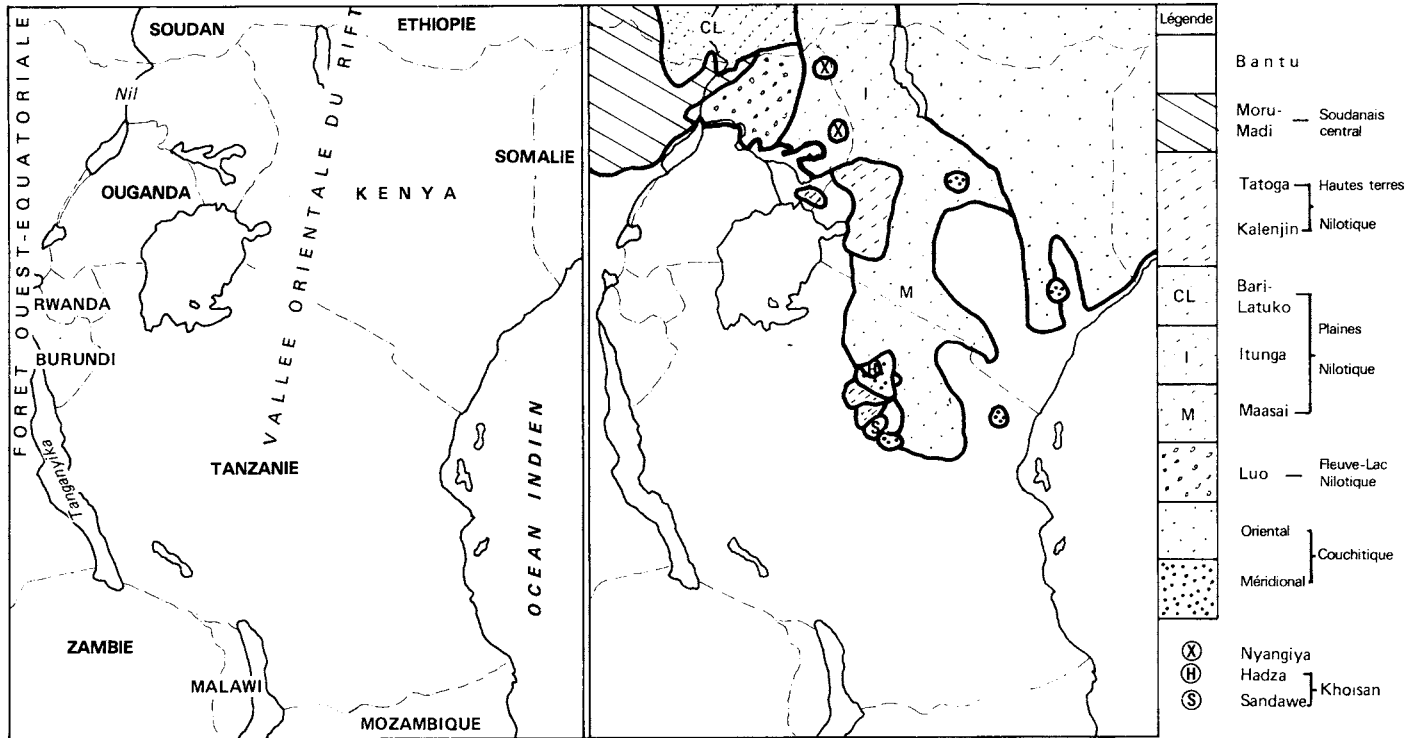 SOUDAN
ETHIOPIE
FORET OUEST-EQUATORIALE
Nil
VALLEE ORIENTALE DU RIFT
SOMALIE
KENYA
OUGANDA
RWANDA
BURUNDI
Tanganyika
TANZANIE
OCEAN INDIEN
ZAMBIE
MALAWI
MOZAMBIQUE
CL
X
I
X
M
H
S
Légende
Bantu
Moru-
Madi — Soudanais
central
Tatoga
Hautes terres
Kalenjin
Nilotique
CL
Bari-
Latuko
Plaines
I
Itunga
Nilotique
M
Maasai
Luo — Fleuve-Lac
Nilotique
Oriental
Couchitique
Méridional
X Nyangiya
H Hadza
Khoisan
S Sandawe